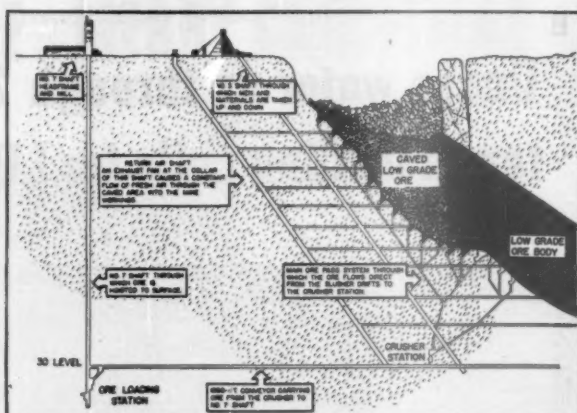 NO 7 SHAFT
HEADFRAME
AND MILL
NO 5 SHAFT THROUGH
WHICH MEN AND
MATERIALS ARE TAKEN
UP AND DOWN
RETURN AIR SHAFT
AN EXHAUST FAN AT THE COLLAR
OF THIS SHAFT CAUSES A CONSTANT
FLOW OF FRESH AIR THROUGH THE
CAVED AREA INTO THE MINE
WORKINGS
CAVED
LOW GRADE
ORE
LOW GRADE
ORE BODY
NO 7 SHAFT THROUGH
WHICH ORE IS
HOISTED TO SURFACE
MAIN ORE PASS SYSTEM THROUGH
WHICH THE ORE FLOWS DIRECT
FROM THE SLUSHER DRIFTS TO
THE CRUSHER STATION
CRUSHER
STATION
30 LEVEL
ORE LOADING
STATION
CONVEYOR CARRYING
ORE FROM THE CRUSHER TO
NO 7 SHAFT